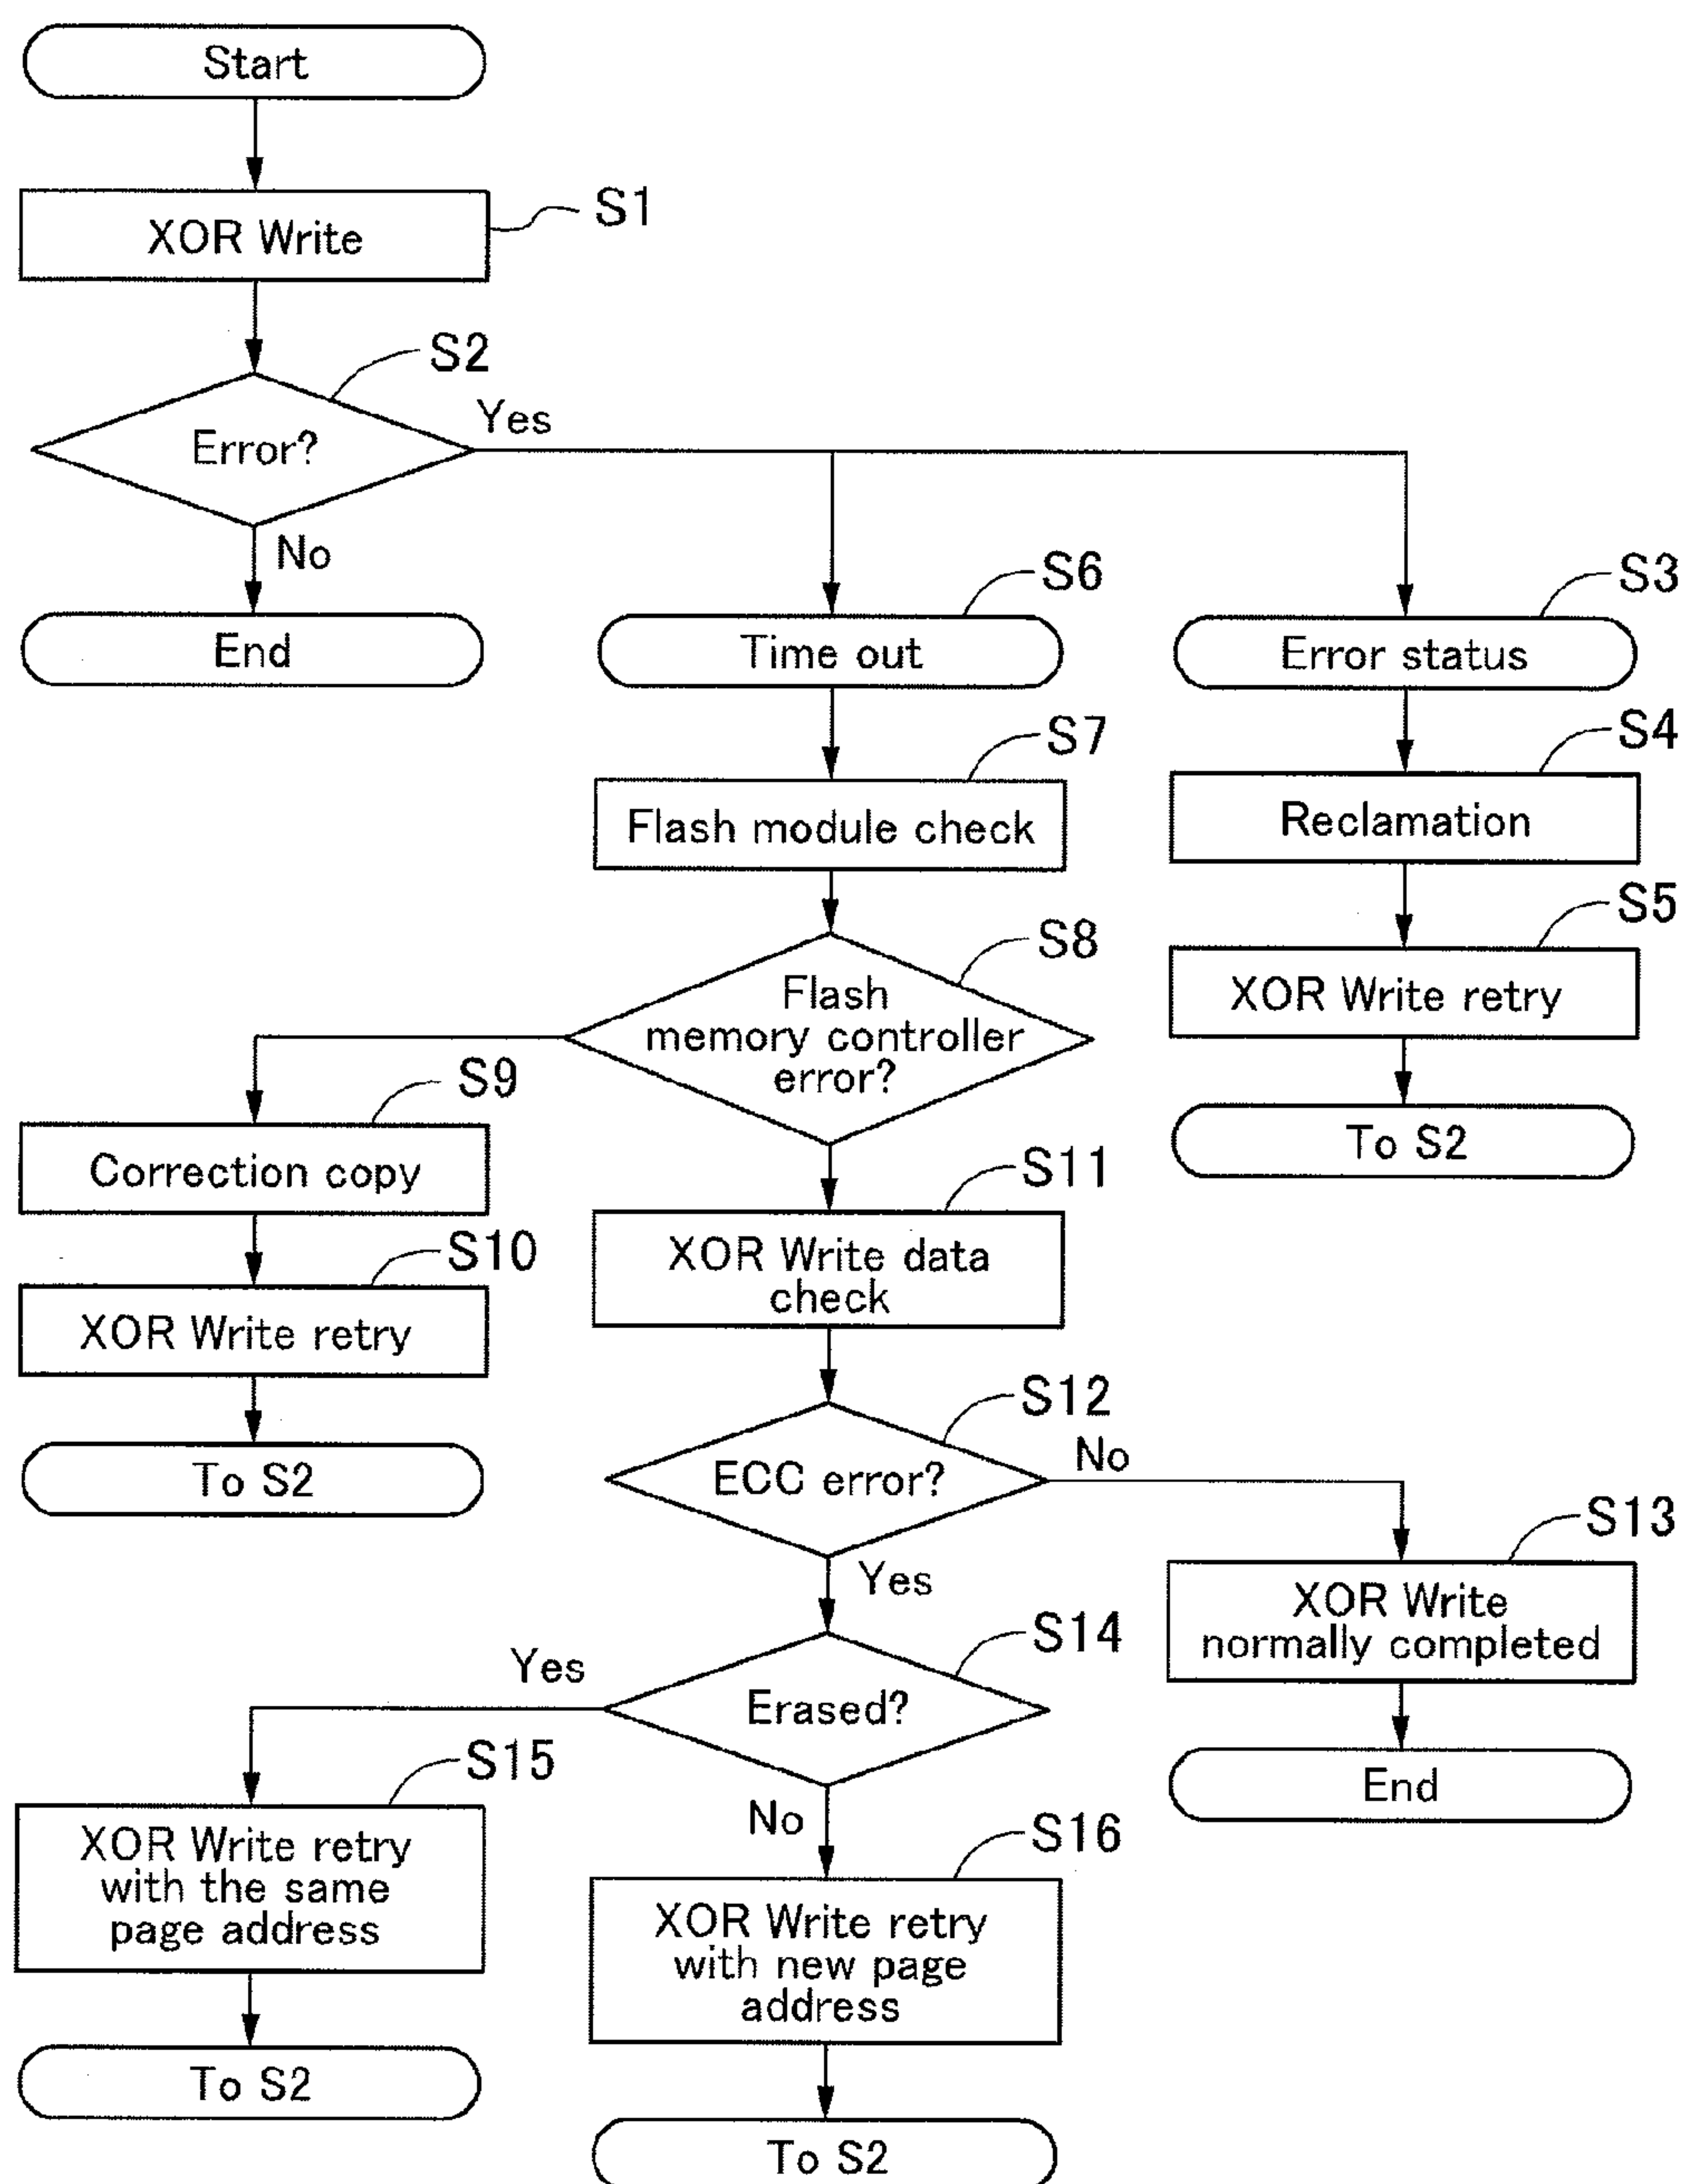 Start
XOR Write
S1
S2
Error?
Yes
No
End
S6
Time out
S3
Error status
S7
Flash module check
S4
Reclamation
S5
XOR Write retry
To S2
S8
Flash
memory controller
error?
S9
Correction copy
S10
XOR Write retry
To S2
S11
XOR Write data
check
S12
ECC error?
No
Yes
S13
XOR Write
normally completed
End
S14
Erased?
Yes
No
S15
XOR Write retry
with the same
page address
To S2
S16
XOR Write retry
with new page
address
To S2